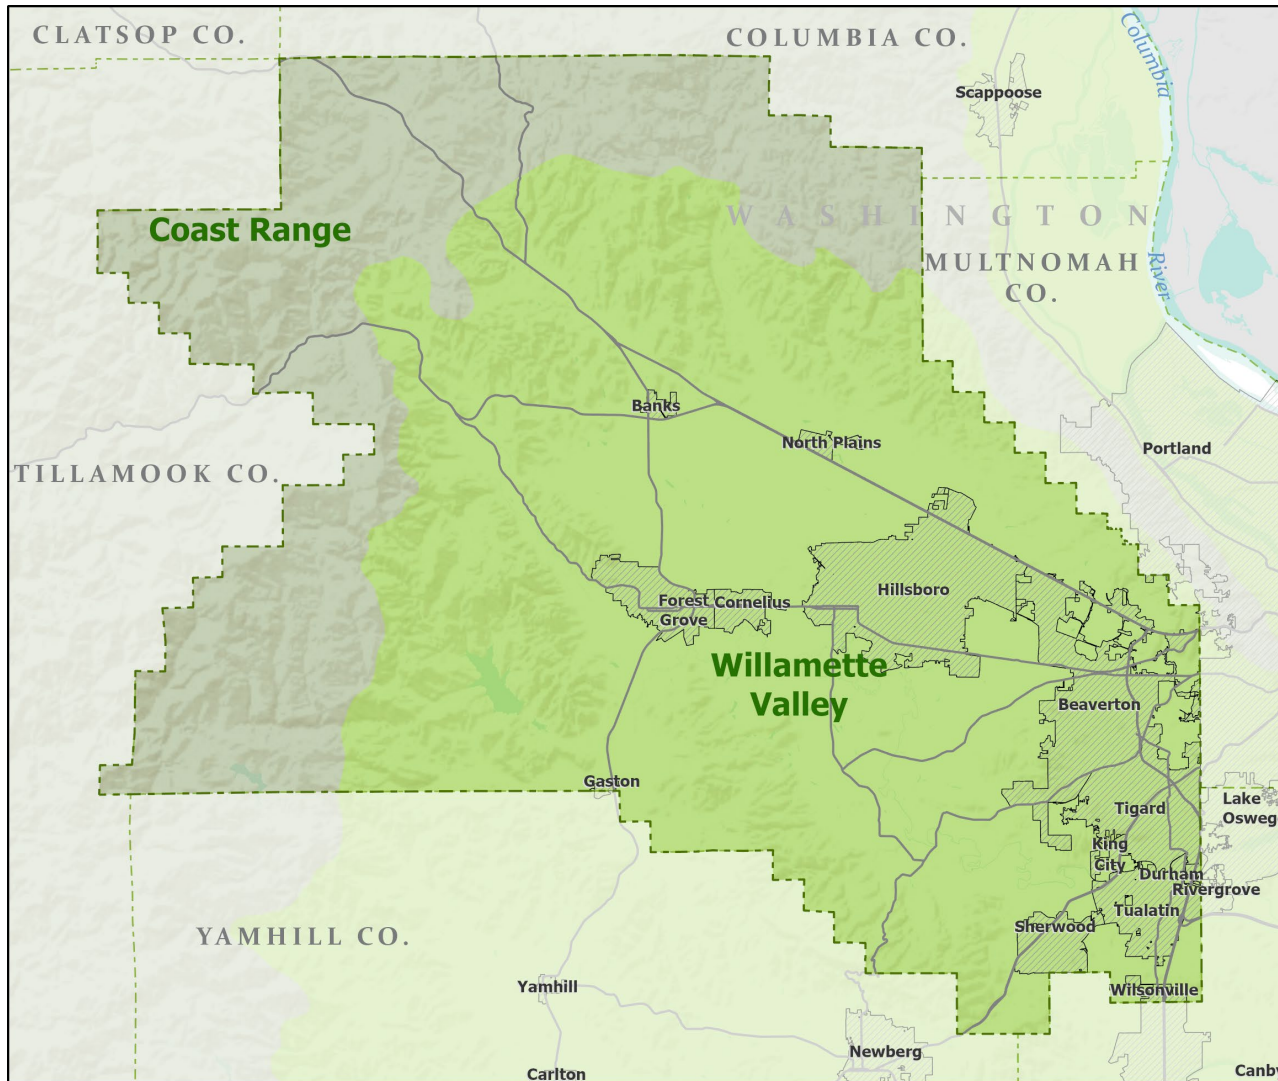 CLATSOP CO.
COLUMBIA CO.
Columbia
River
Scappoose
WASHINGTON
Coast Range
MULTNOMAH
CO.
Banks
North Plains
Portland
TILLAMOOK CO.
Hillsboro
Forest
Grove
Cornelius
Willamette
Valley
Beaverton
Gaston
Tigard
Lake
Osweg
King
City
Durham
Rivergrove
Tualatin
Sherwood
YAMHILL CO.
Yamhill
Wilsonville
Newberg
Carlton
Canby